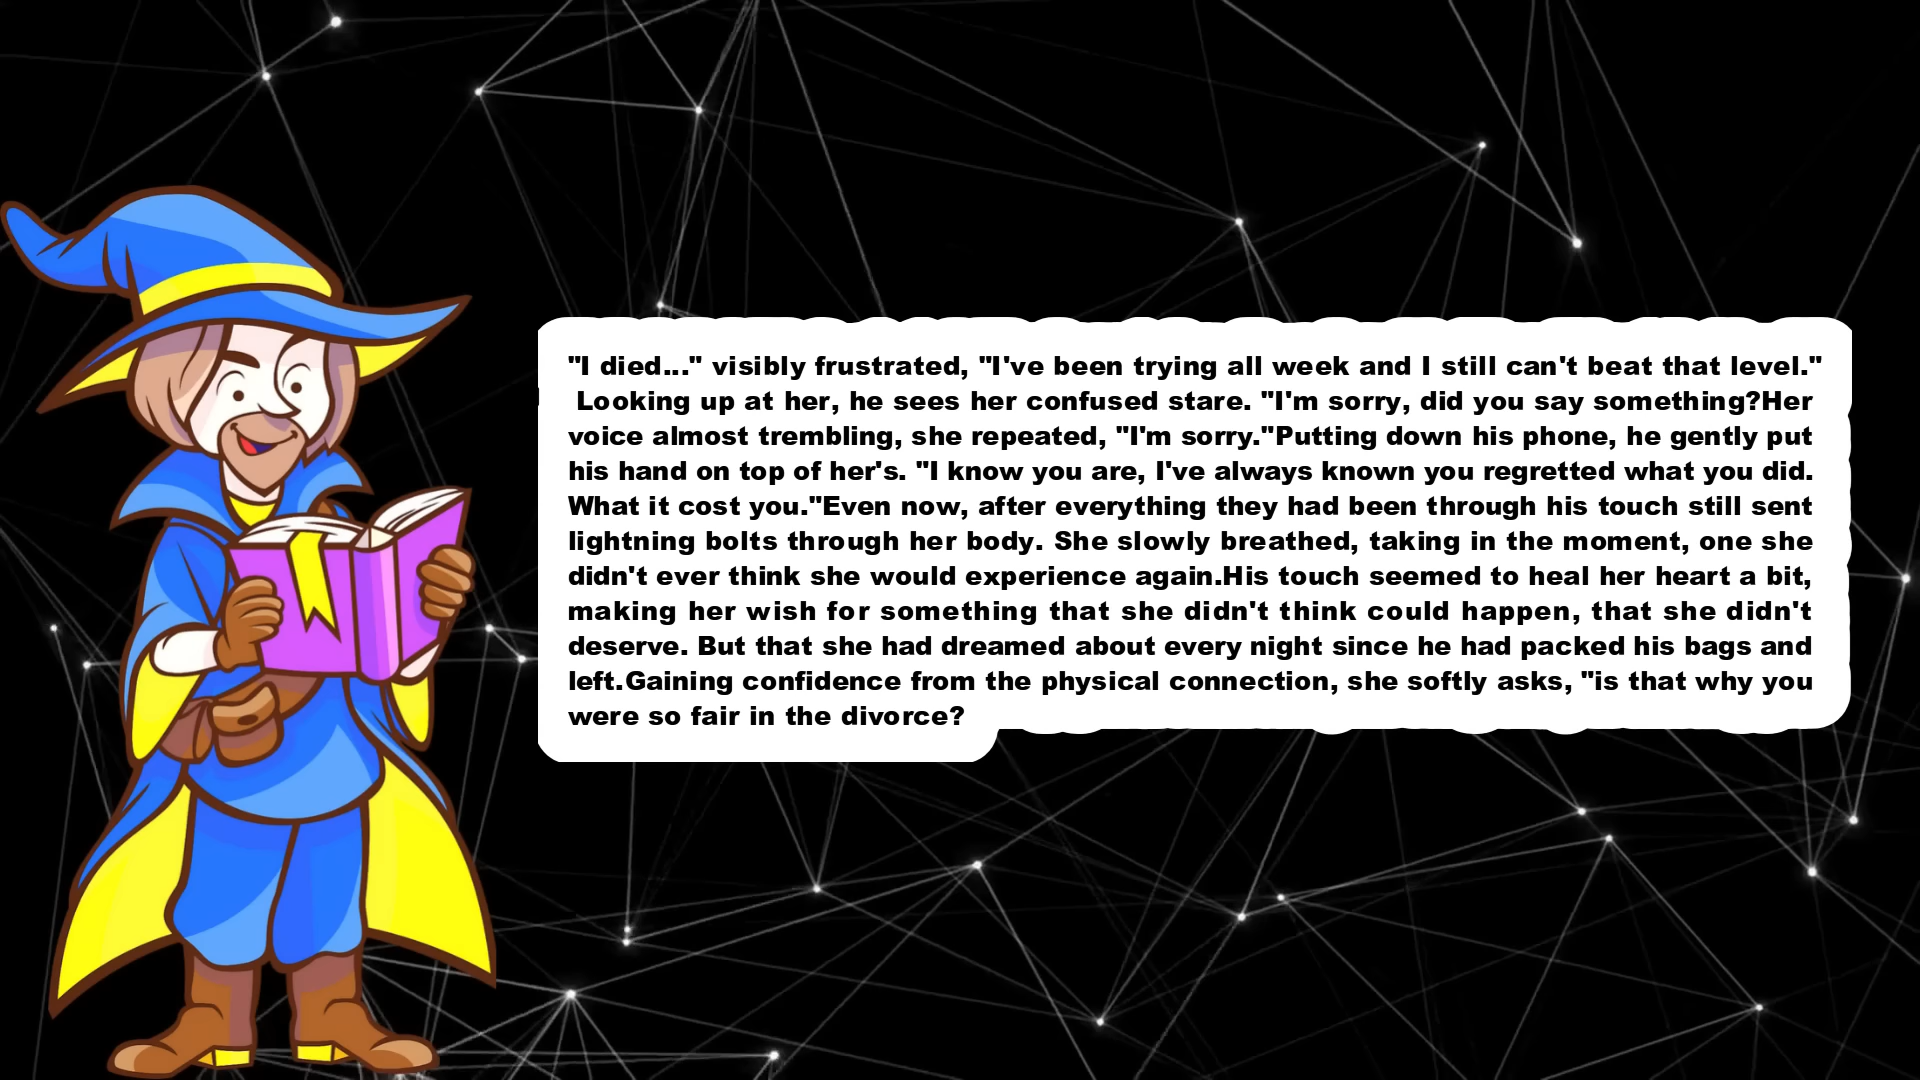 "I died..." visibly frustrated, "I've been trying all week and I still can't beat that level."
Looking up at her, he sees her confused stare. "I'm sorry, did you say something?Her
voice almost trembling, she repeated, "I'm sorry."Putting down his phone, he gently put
his hand on top of her's. "I know you are, I've always known you regretted what you did.
What it cost you."Even now, after everything they had been through his touch still sent
lightning bolts through her body. She slowly breathed, taking in the moment, one she
didn't ever think she would experience again.His touch seemed to heal her heart a bit,
making her wish for something that she didn't think could happen, that she didn't
deserve. But that she had dreamed about every night since he had packed his bags and
left.Gaining confidence from the physical connection, she softly asks, "is that why you
were so fair in the divorce?